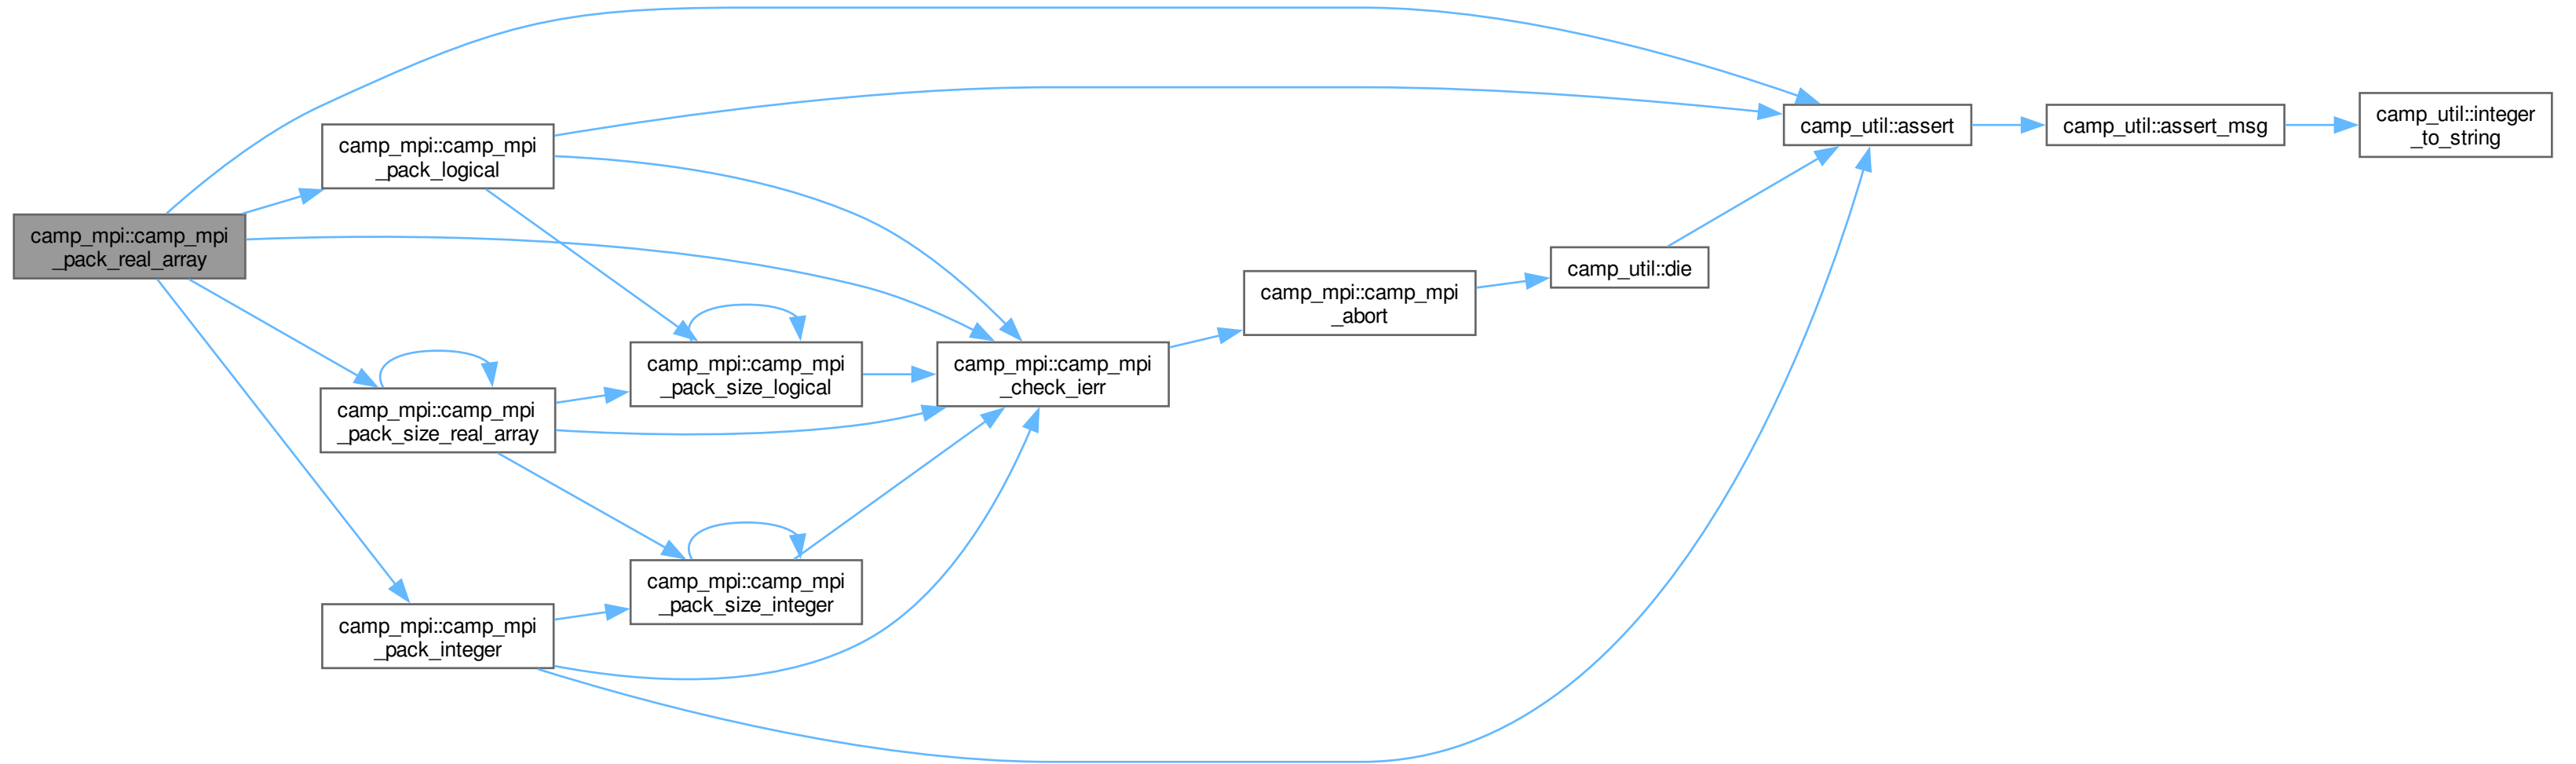 camp_mpi::camp_mpi
_pack_real_array
camp_mpi::camp_mpi
_pack_logical
camp_mpi::camp_mpi
_pack_size_real_array
camp_mpi::camp_mpi
_pack_integer
camp_mpi::camp_mpi
_pack_size_logical
camp_mpi::camp_mpi
_pack_size_integer
camp_mpi::camp_mpi
_check_ierr
camp_mpi::camp_mpi
_abort
camp_util::die
camp_util::assert
camp_util::assert_msg
camp_util::integer
_to_string